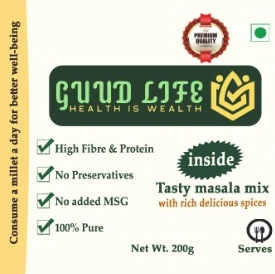 Consume a millet a day for better well-being
PREMIUM
QUALITY
GUUD LIFE
HEALTH IS WEALTH
High Fibre & Protein
No Preservatives
No added MSG
100% Pure
inside
Tasty masala mix
with rich delicious spices
Net Wt. 200g
Serves